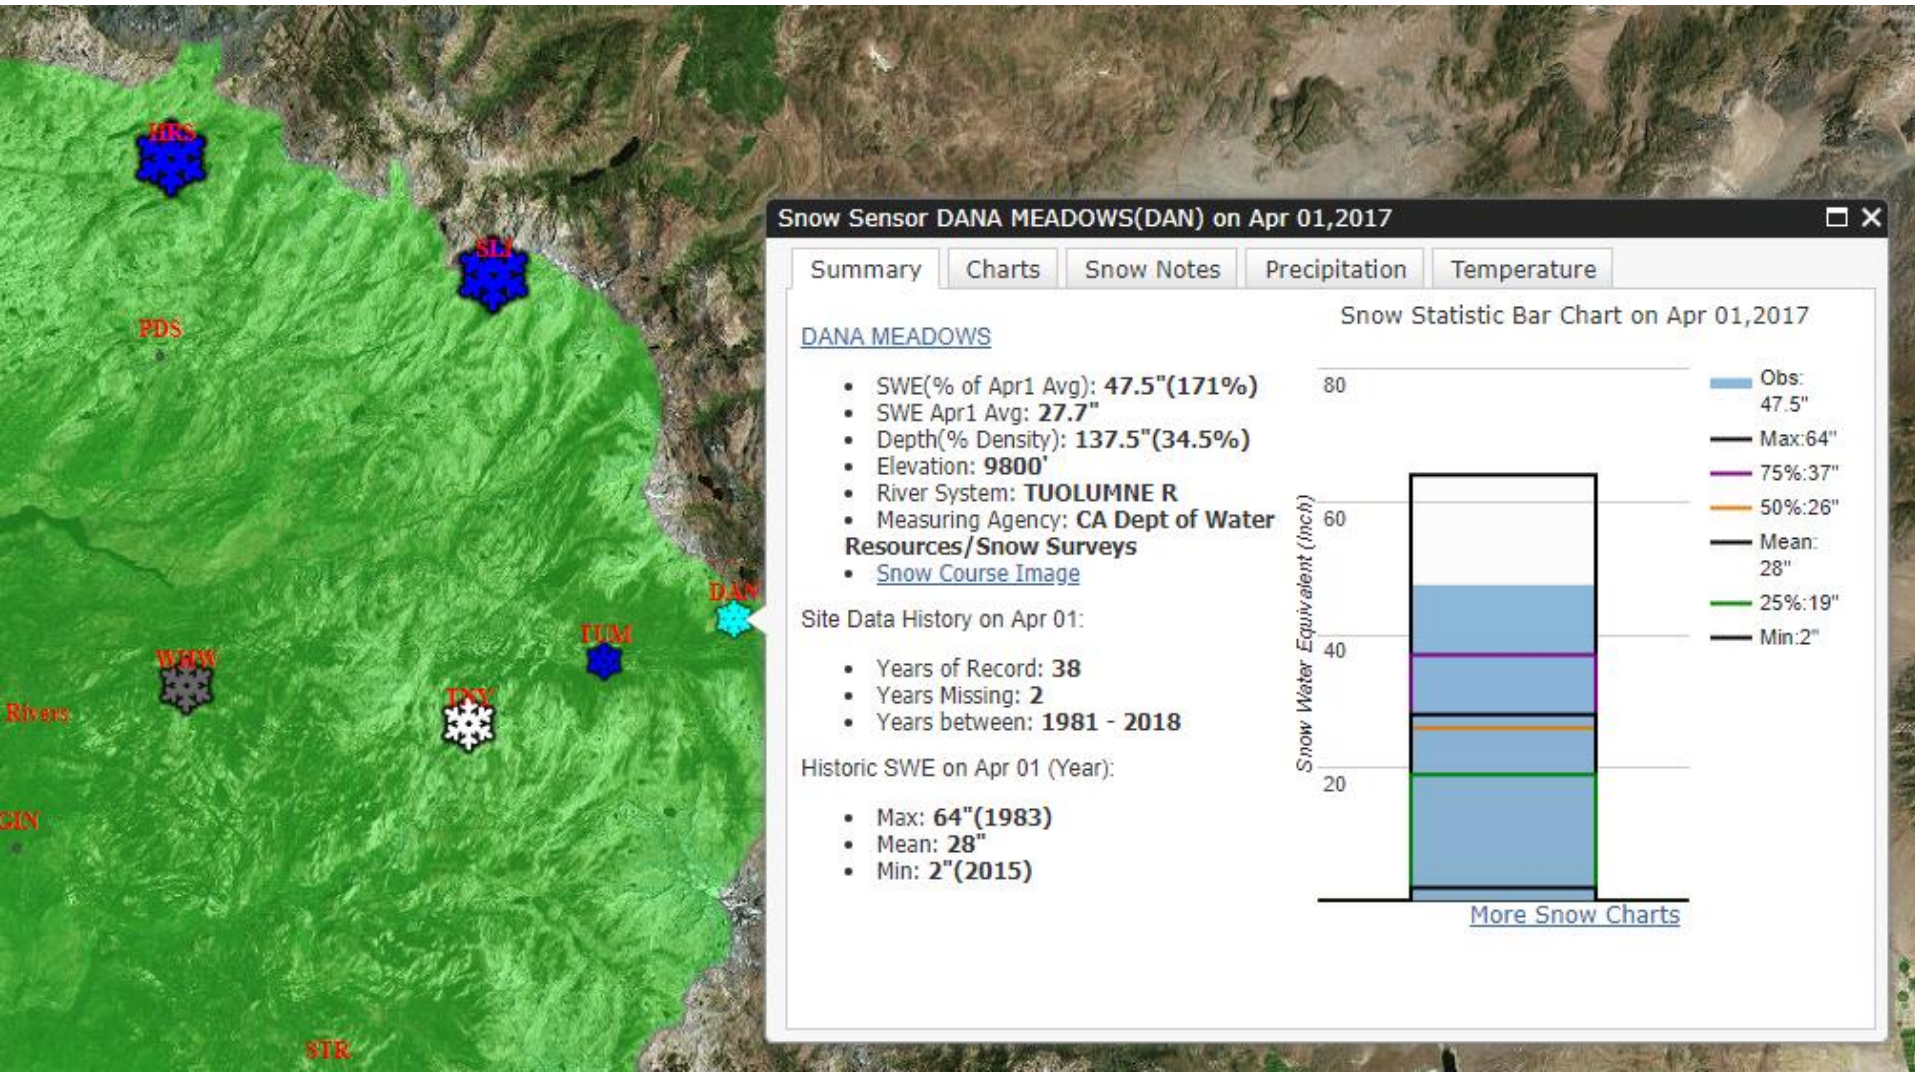 HRS
SLI
PDS
DAN
TUM
WHW
TNY
Rivers
GIN
STR
Snow Sensor DANA MEADOWS(DAN) on Apr 01,2017
Summary
Charts
Snow Notes
Precipitation
Temperature
DANA MEADOWS
• SWE(% of Apr1 Avg): 47.5"(171%)
• SWE Apr1 Avg: 27.7"
• Depth(% Density): 137.5"(34.5%)
• Elevation: 9800'
• River System: TUOLUMNE R
• Measuring Agency: CA Dept of Water
Resources/Snow Surveys
• Snow Course Image
Site Data History on Apr 01:
• Years of Record: 38
• Years Missing: 2
• Years between: 1981 - 2018
Historic SWE on Apr 01 (Year):
• Max: 64"(1983)
• Mean: 28"
• Min: 2"(2015)
Snow Statistic Bar Chart on Apr 01,2017
Snow Water Equivalent (Inch)
80
60
40
20
Obs:
47.5"
Max:64"
75%:37"
50%:26"
Mean:
28"
25%:19"
Min:2"
More Snow Charts